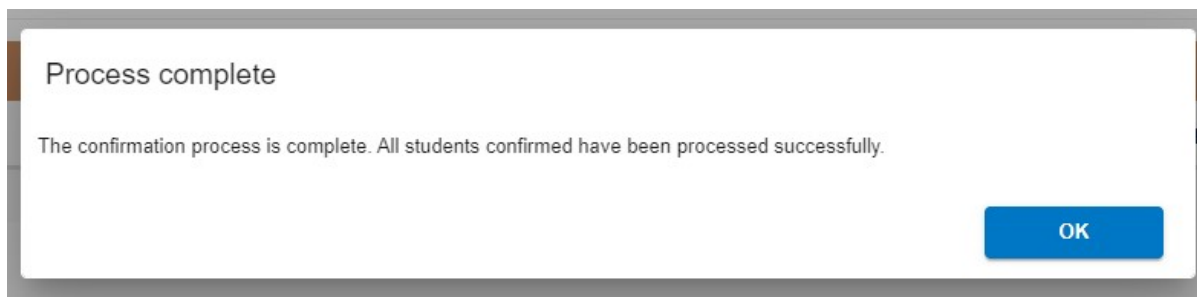 Process complete
The confirmation process is complete. All students confirmed have been processed successfully.
OK